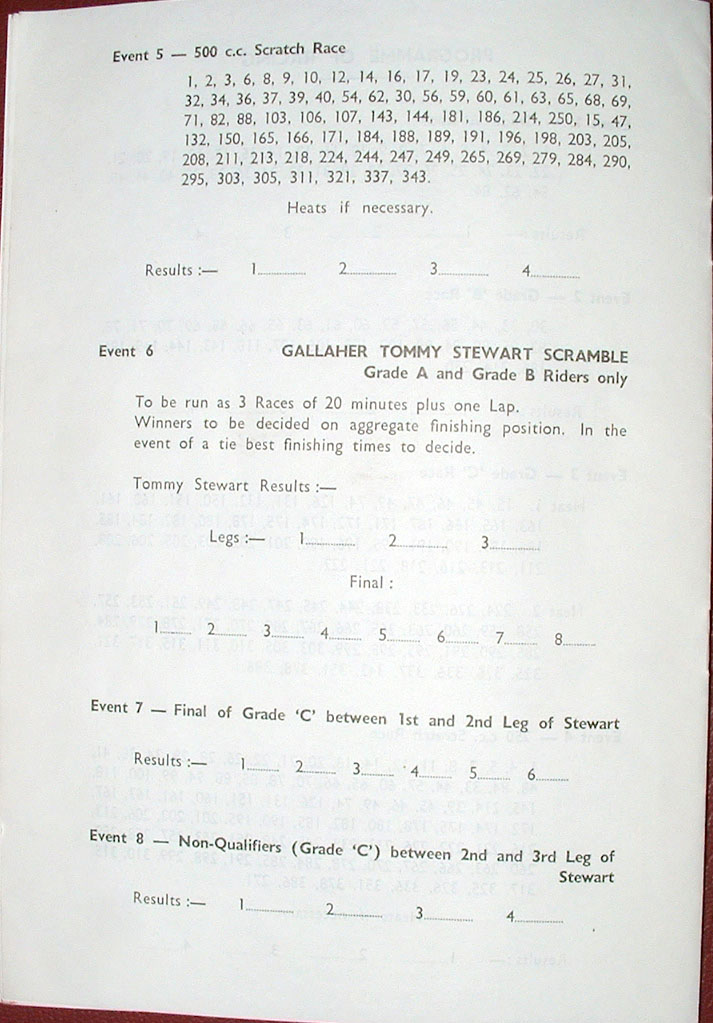 Event 5 — 500 c.c. Scratch Race
1, 2, 3, 6, 8, 9, 10, 12, 14, 16, 17, 19, 23, 24, 25, 26, 27, 31,
32, 34, 36, 37, 39, 40, 54, 62, 30, 56, 59, 60, 61, 63, 65, 68, 69,
71, 82, 88, 103, 106, 107, 143, 144, 181, 186, 214, 250, 15, 47,
132, 150, 165, 166, 171, 184, 188, 189, 191, 196, 198, 203, 205,
208, 211, 213, 218, 224, 244, 247, 249, 265, 269, 279, 284, 290,
295, 303, 305, 311, 321, 337, 343.
Heats if necessary.
Results :— 1............ 2............ 3............ 4............
Event 6 GALLAHER TOMMY STEWART SCRAMBLE
Grade A and Grade B Riders only
To be run as 3 Races of 20 minutes plus one Lap.
Winners to be decided on aggregate finishing position. In the
event of a tie best finishing times to decide.
Tommy Stewart Results :—
Legs :— 1............ 2............ 3............
Final :
1........ 2........ 3........ 4........ 5........ 6........ 7........ 8........
Event 7 — Final of Grade ‘C’ between 1st and 2nd Leg of Stewart
Results :— 1........ 2........ 3........ 4........ 5........ 6........
Event 8 — Non-Qualifiers (Grade ‘C’) between 2nd and 3rd Leg of
Stewart
Results :— 1............ 2............ 3............ 4............